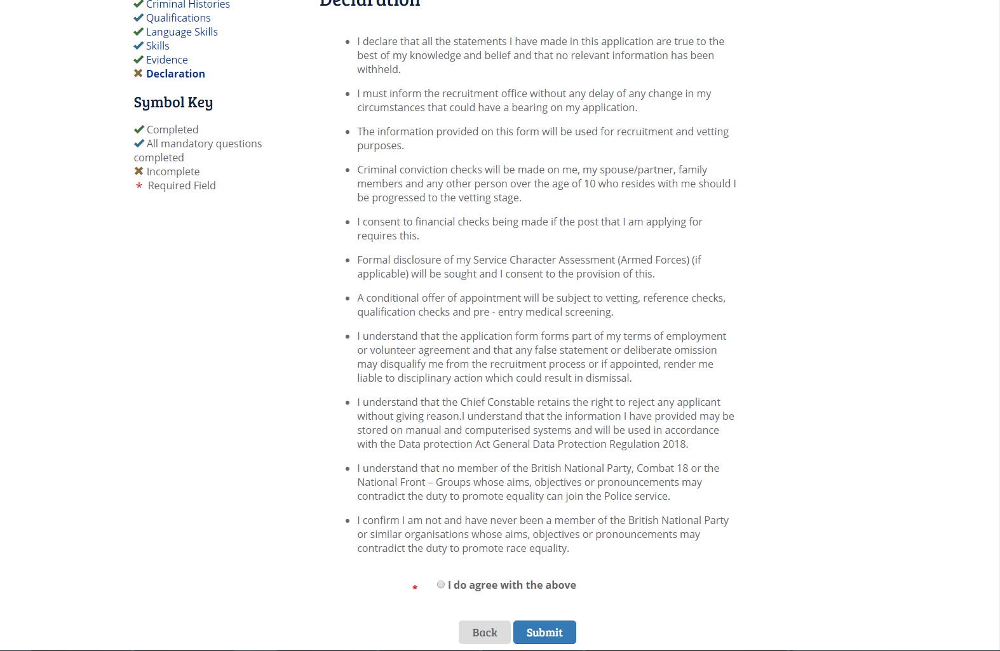 Criminal Histories
Qualifications
Language Skills
Skills
Evidence
Declaration
Symbol Key
Completed
All mandatory questions
completed
Incomplete
* Required Field
Declaration
I declare that all the statements I have made in this application are true to the
best of my knowledge and belief and that no relevant information has been
withheld.
I must inform the recruitment office without any delay of any change in my
circumstances that could have a bearing on my application.
The information provided on this form will be used for recruitment and vetting
purposes.
Criminal conviction checks will be made on me, my spouse/partner, family
members and any other person over the age of 10 who resides with me should I
be progressed to the vetting stage.
I consent to financial checks being made if the post that I am applying for
requires this.
Formal disclosure of my Service Character Assessment (Armed Forces) (if
applicable) will be sought and I consent to the provision of this.
A conditional offer of appointment will be subject to vetting, reference checks,
qualification checks and pre - entry medical screening.
I understand that the application form forms part of my terms of employment
or volunteer agreement and that any false statement or deliberate omission
may disqualify me from the recruitment process or if appointed, render me
liable to disciplinary action which could result in dismissal.
I understand that the Chief Constable retains the right to reject any applicant
without giving reason.I understand that the information I have provided may be
stored on manual and computerised systems and will be used in accordance
with the Data protection Act General Data Protection Regulation 2018.
I understand that no member of the British National Party, Combat 18 or the
National Front – Groups whose aims, objectives or pronouncements may
contradict the duty to promote equality can join the Police service.
I confirm I am not and have never been a member of the British National Party
or similar organisations whose aims, objectives or pronouncements may
contradict the duty to promote race equality.
* I do agree with the above
Back Submit